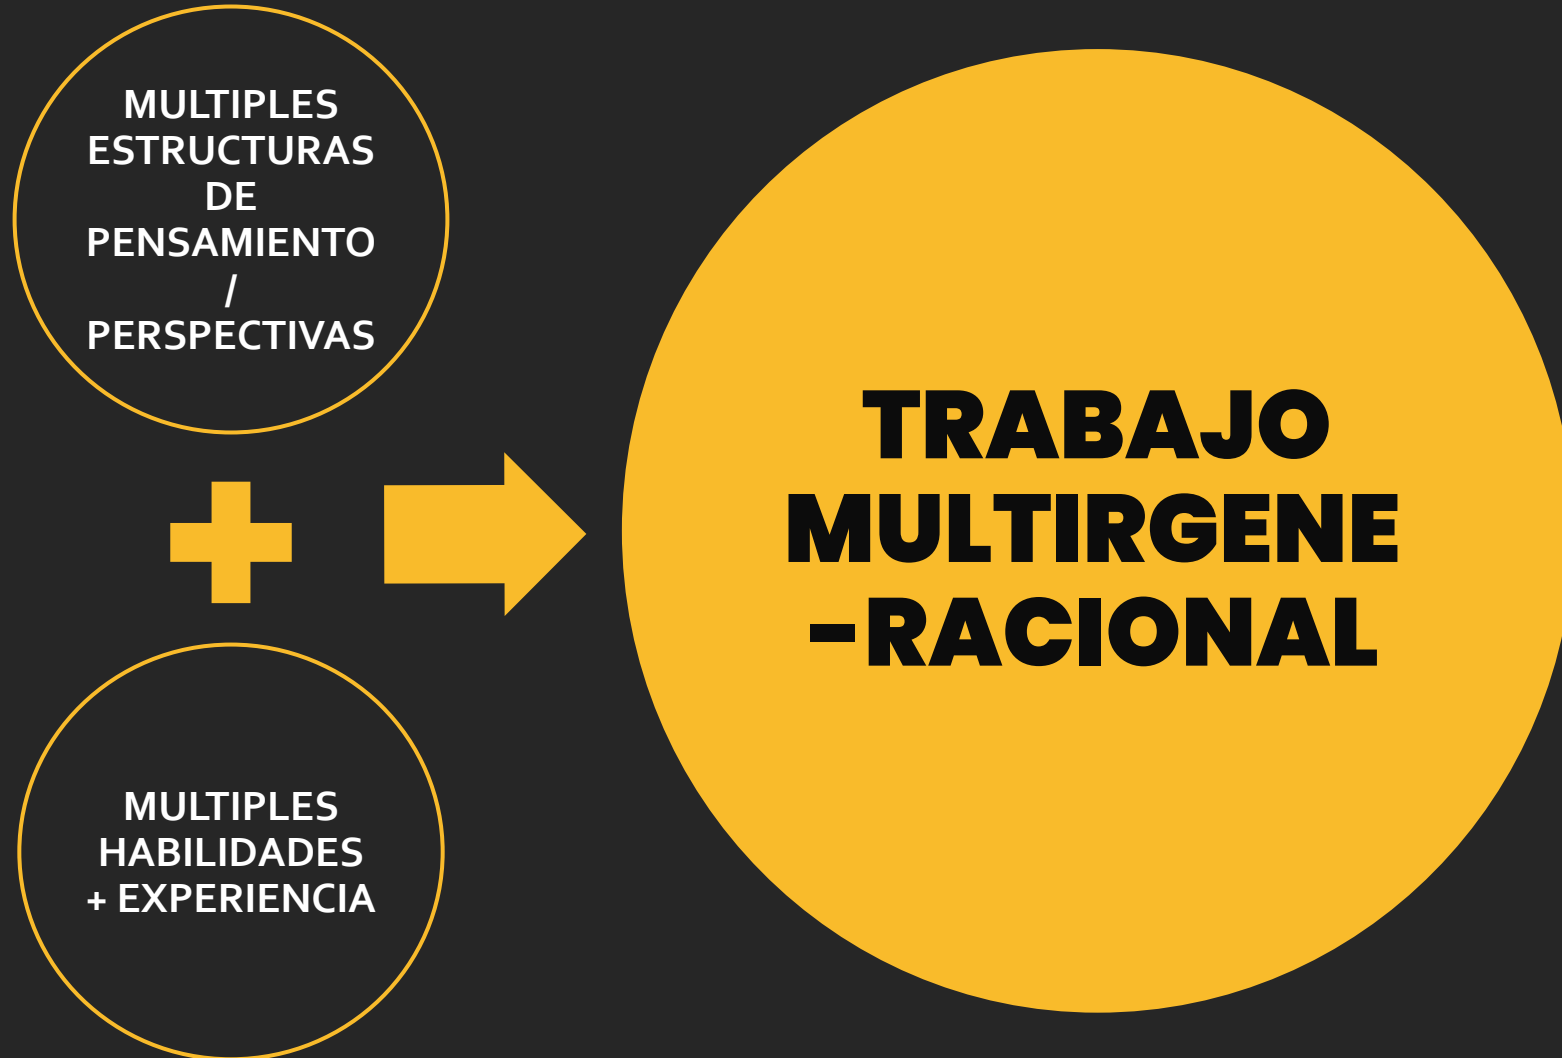 MULTIPLES
ESTRUCTURAS
DE
PENSAMIENTO
/
PERSPECTIVAS
MULTIPLES
HABILIDADES
+ EXPERIENCIA
TRABAJO
MULTIRGENE
-RACIONAL